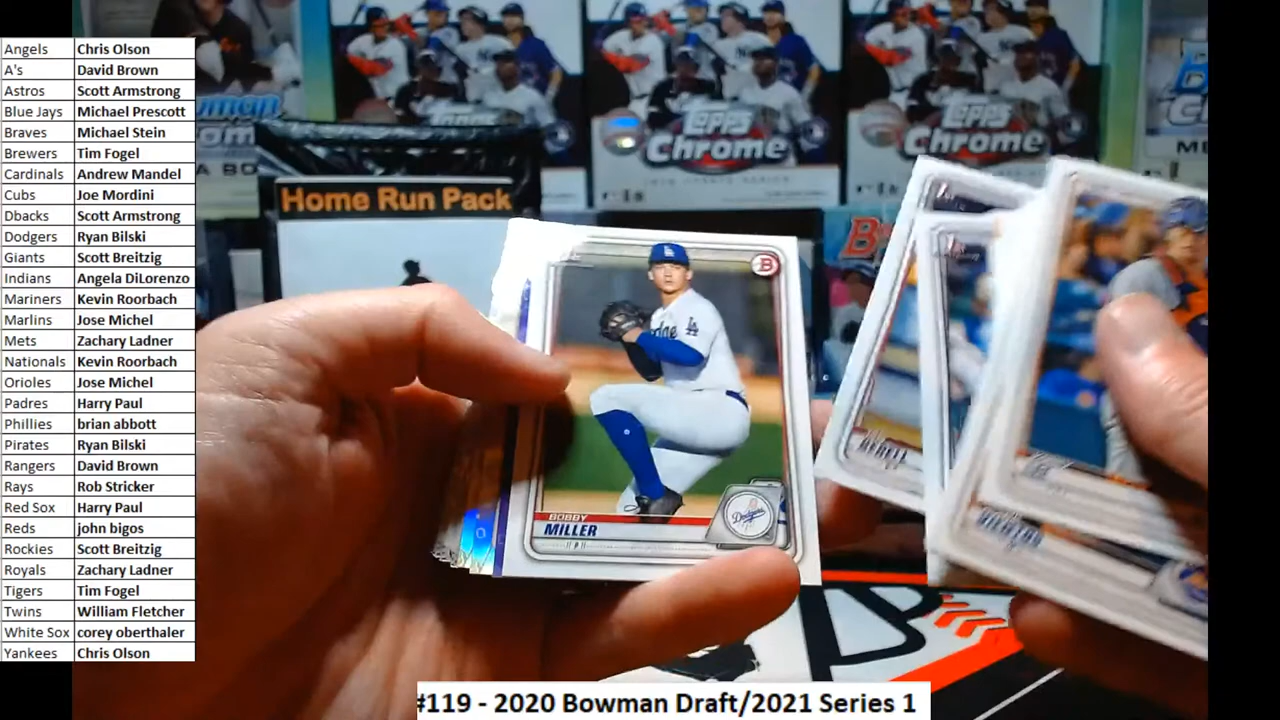 Angels Chris Olson
A's David Brown
Astros Scott Armstrong
Blue Jays Michael Prescott
Braves Michael Stein
Brewers Tim Fogel
Cardinals Andrew Mandel
Cubs Joe Mordini
Dbacks Scott Armstrong
Dodgers Ryan Bilski
Giants Scott Breitzig
Indians Angela DiLorenzo
Mariners Kevin Roorbach
Marlins Jose Michel
Mets Zachary Ladner
Nationals Kevin Roorbach
Orioles Jose Michel
Padres Harry Paul
Phillies brian abbott
Pirates Ryan Bilski
Rangers David Brown
Rays Rob Stricker
Red Sox Harry Paul
Reds john bigos
Rockies Scott Breitzig
Royals Zachary Ladner
Tigers Tim Fogel
Twins William Fletcher
White Sox corey oberthaler
Yankees Chris Olson
Topps
Chrome
Topps
Chrome
Home Run Pack
B
LA
Dodgers
BOBBY
MILLER
#119 - 2020 Bowman Draft/2021 Series 1